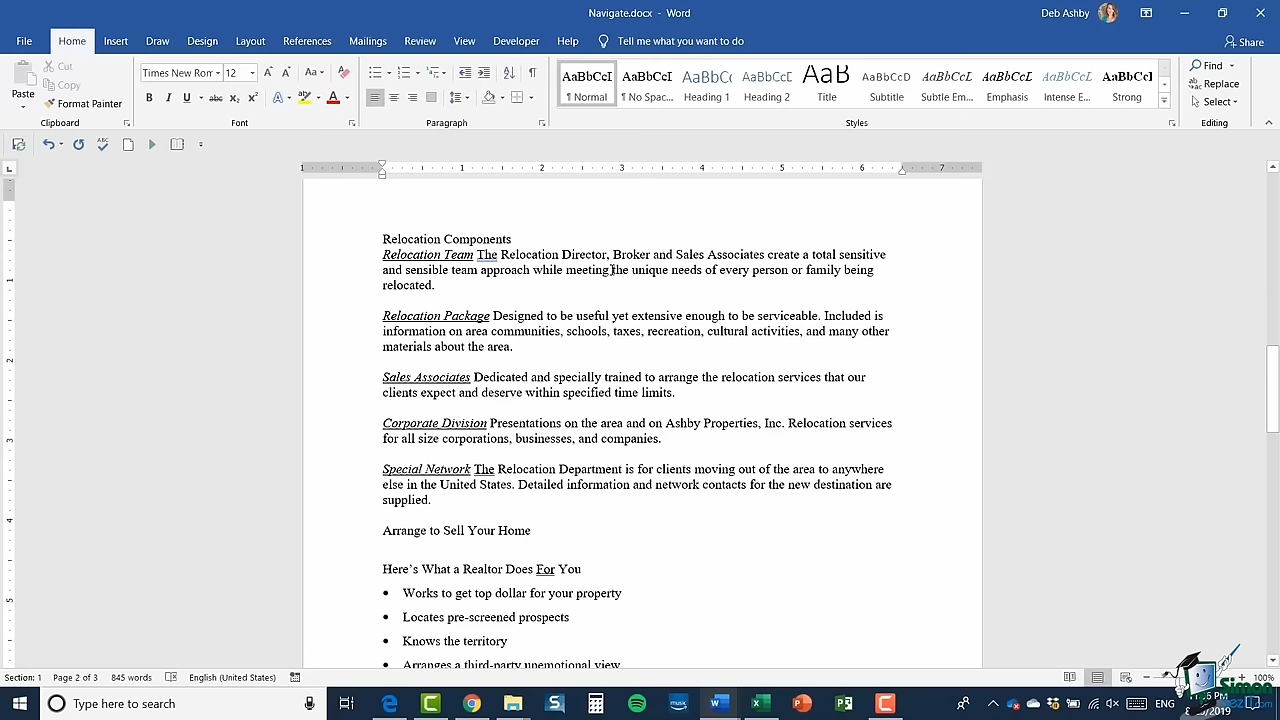 Navigate.docx - Word
Deb Ashby
File Home Insert Draw Design Layout References Mailings Review View Developer Help Tell me what you want to do Share
Paste
Cut
Copy
Format Painter
Times New Rom 12
AaBbCcI ¶ Normal
AaBbCcI ¶ No Spac...
AaBbC( Heading 1
AaBbCcI Heading 2
AaB Title
AaBbCcD Subtitle
AaBbCcL Subtle Em...
AaBbCcL Emphasis
AaBbCcL Intense E...
AaBbCcI Strong
Find
Replace
Select
Clipboard Font Paragraph Styles Editing
1 1 2 3 4 5 6 7
Relocation Components
Relocation Team The Relocation Director, Broker and Sales Associates create a total sensitive
and sensible team approach while meeting the unique needs of every person or family being
relocated.
Relocation Package Designed to be useful yet extensive enough to be serviceable. Included is
information on area communities, schools, taxes, recreation, cultural activities, and many other
materials about the area.
Sales Associates Dedicated and specially trained to arrange the relocation services that our
clients expect and deserve within specified time limits.
Corporate Division Presentations on the area and on Ashby Properties, Inc. Relocation services
for all size corporations, businesses, and companies.
Special Network The Relocation Department is for clients moving out of the area to anywhere
else in the United States. Detailed information and network contacts for the new destination are
supplied.
Arrange to Sell Your Home
Here's What a Realtor Does For You
• Works to get top dollar for your property
• Locates pre-screened prospects
• Knows the territory
• Arranges a third-party unemotional view
Section: 1 Page 2 of 3 845 words English (United States) 100%
Type here to search
ENG
Simon